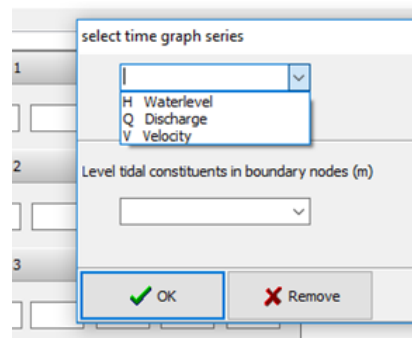 select time graph series
1
H Waterlevel
Q Discharge
V Velocity
2
Level tidal constituents in boundary nodes (m)
3
OK
Remove